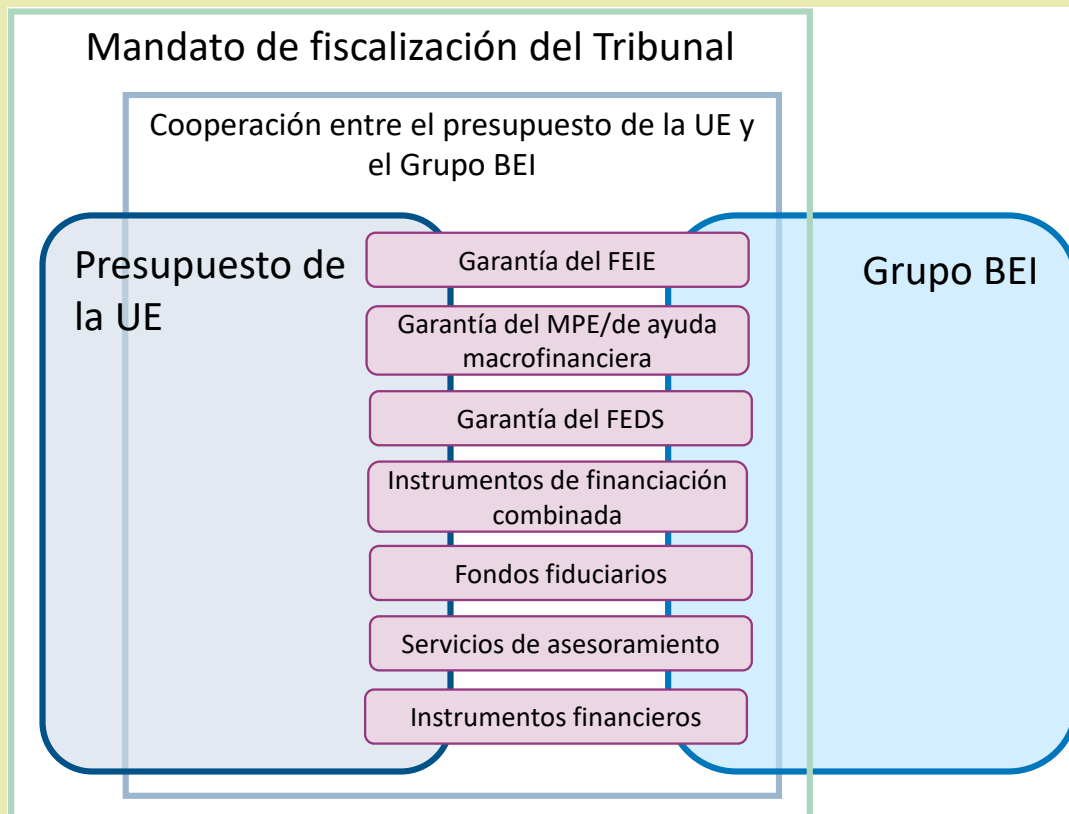 Mandato de fiscalización del Tribunal
Cooperación entre el presupuesto de la UE y
el Grupo BEI
Presupuesto de
la UE
Grupo BEI
Garantía del FEIE
Garantía del MPE/de ayuda
macrofinanciera
Garantía del FEDS
Instrumentos de financiación
combinada
Fondos fiduciarios
Servicios de asesoramiento
Instrumentos financieros